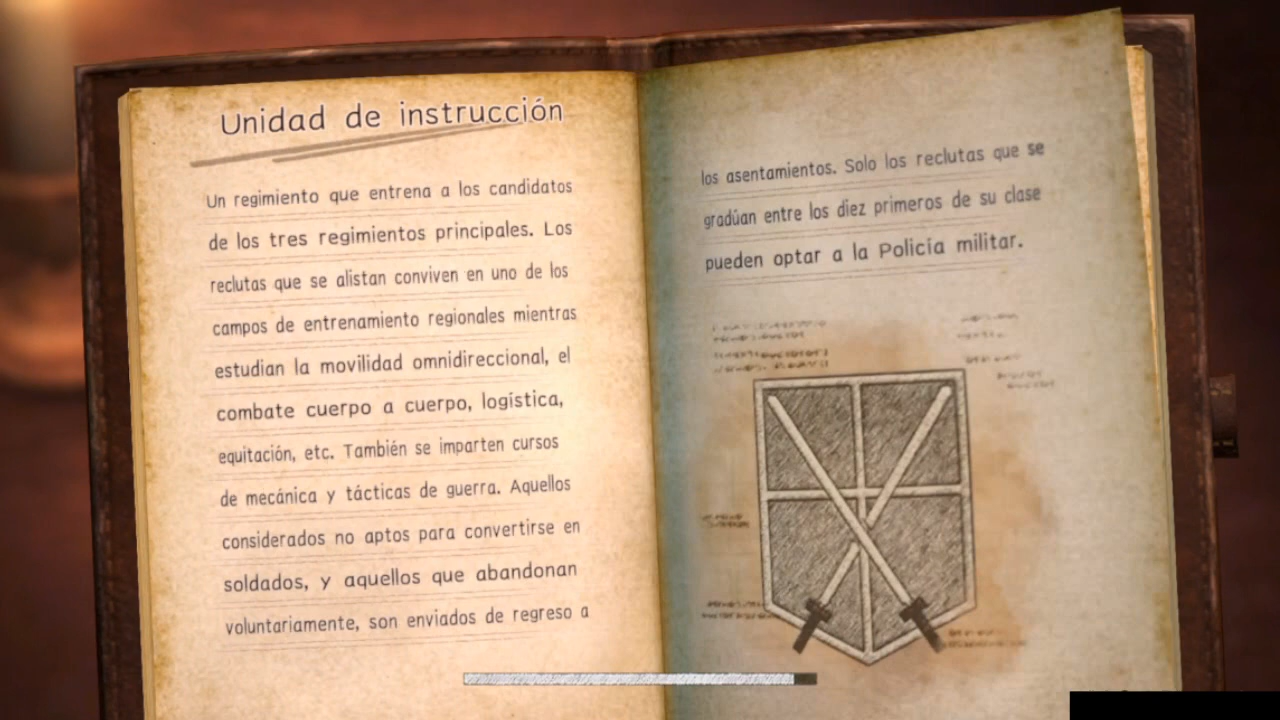 Unidad de instrucción
Un regimiento que entrena a los candidatos
de los tres regimientos principales. Los
reclutas que se alistan conviven en uno de los
campos de entrenamiento regionales mientras
estudian la movilidad omnidireccional, el
combate cuerpo a cuerpo, logística,
equitación, etc. También se imparten cursos
de mecánica y tácticas de guerra. Aquellos
considerados no aptos para convertirse en
soldados, y aquellos que abandonan
voluntariamente, son enviados de regreso a
los asentamientos. Solo los reclutas que se
gradúan entre los diez primeros de su clase
pueden optar a la Policía militar.